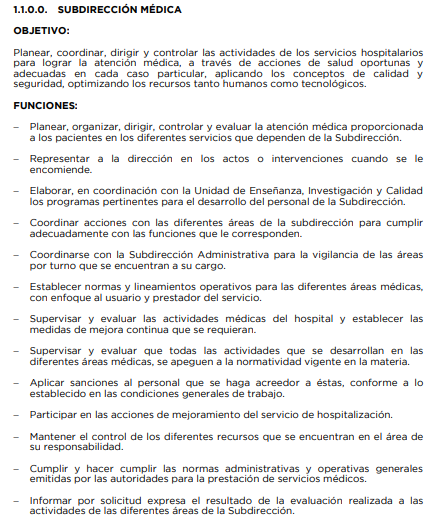 1.1.0.0. SUBDIRECCIÓN MÉDICA
OBJETIVO:
Planear, coordinar, dirigir y controlar las actividades de los servicios hospitalarios
para lograr la atención médica, a través de acciones de salud oportunas y
adecuadas en cada caso particular, aplicando los conceptos de calidad y
seguridad, optimizando los recursos tanto humanos como tecnológicos.
FUNCIONES:
– Planear, organizar, dirigir, controlar y evaluar la atención médica proporcionada
a los pacientes en los diferentes servicios que dependen de la Subdirección.
– Representar a la dirección en los actos o intervenciones cuando se le
encomiende.
– Elaborar, en coordinación con la Unidad de Enseñanza, Investigación y Calidad
los programas pertinentes para el desarrollo del personal de la Subdirección.
– Coordinar acciones con las diferentes áreas de la subdirección para cumplir
adecuadamente con las funciones que le corresponden.
– Coordinarse con la Subdirección Administrativa para la vigilancia de las áreas
por turno que se encuentran a su cargo.
– Establecer normas y lineamientos operativos para las diferentes áreas médicas,
con enfoque al usuario y prestador del servicio.
– Supervisar y evaluar las actividades médicas del hospital y establecer las
medidas de mejora continua que se requieran.
– Supervisar y evaluar que todas las actividades que se desarrollan en las
diferentes áreas médicas, se apeguen a la normatividad vigente en la materia.
– Aplicar sanciones al personal que se haga acreedor a éstas, conforme a lo
establecido en las condiciones generales de trabajo.
– Participar en las acciones de mejoramiento del servicio de hospitalización.
– Mantener el control de los diferentes recursos que se encuentran en el área de
su responsabilidad.
– Cumplir y hacer cumplir las normas administrativas y operativas generales
emitidas por las autoridades para la prestación de servicios médicos.
– Informar por solicitud expresa el resultado de la evaluación realizada a las
actividades de las diferentes áreas de la Subdirección.